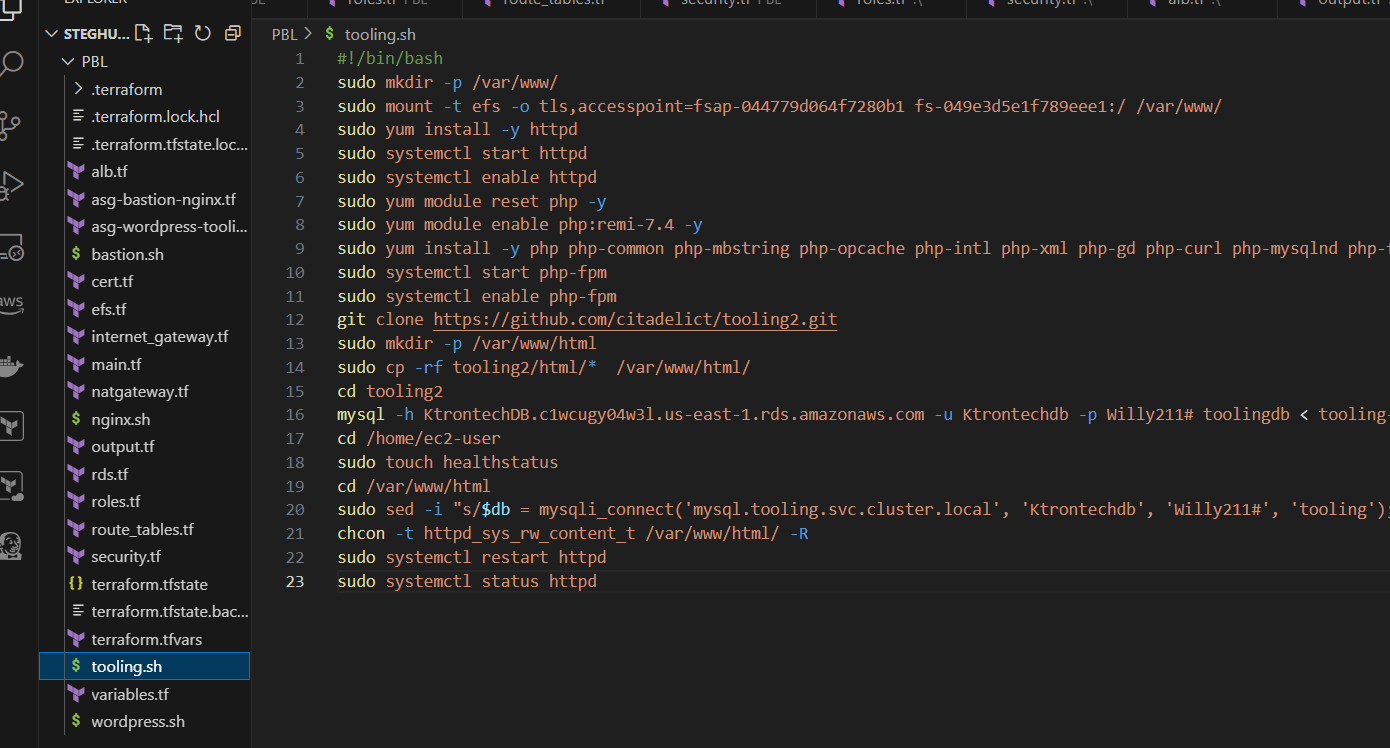 EXPLORER
roles.tf PBL
route_tables.tf
security.tf PBL
roles.tf .\
security.tf .\
alb.tf .\
output.tf
STEGHU...
PBL
.terraform
.terraform.lock.hcl
.terraform.tfstate.loc...
alb.tf
asg-bastion-nginx.tf
asg-wordpress-tooli...
bastion.sh
cert.tf
efs.tf
internet_gateway.tf
main.tf
natgateway.tf
nginx.sh
output.tf
rds.tf
roles.tf
route_tables.tf
security.tf
terraform.tfstate
terraform.tfstate.bac...
terraform.tfvars
tooling.sh
variables.tf
wordpress.sh
aws
PBL > $ tooling.sh
1 #!/bin/bash
2 sudo mkdir -p /var/www/
3 sudo mount -t efs -o tls,accesspoint=fsap-044779d064f7280b1 fs-049e3d5e1f789eee1:/ /var/www/
4 sudo yum install -y httpd
5 sudo systemctl start httpd
6 sudo systemctl enable httpd
7 sudo yum module reset php -y
8 sudo yum module enable php:remi-7.4 -y
9 sudo yum install -y php php-common php-mbstring php-opcache php-intl php-xml php-gd php-curl php-mysqlnd php-f
10 sudo systemctl start php-fpm
11 sudo systemctl enable php-fpm
12 git clone https://github.com/citadelict/tooling2.git
13 sudo mkdir -p /var/www/html
14 sudo cp -rf tooling2/html/*  /var/www/html/
15 cd tooling2
16 mysql -h KtrontechDB.c1wcugy04w3l.us-east-1.rds.amazonaws.com -u Ktrontechdb -p Willy211# toolingdb < tooling-
17 cd /home/ec2-user
18 sudo touch healthstatus
19 cd /var/www/html
20 sudo sed -i "s/$db = mysqli_connect('mysql.tooling.svc.cluster.local', 'Ktrontechdb', 'Willy211#', 'tooling');
21 chcon -t httpd_sys_rw_content_t /var/www/html/ -R
22 sudo systemctl restart httpd
23 sudo systemctl status httpd